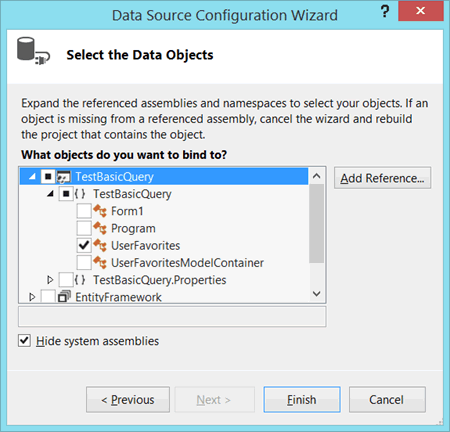 Data Source Configuration Wizard
?
Select the Data Objects
Expand the referenced assemblies and namespaces to select your objects. If an
object is missing from a referenced assembly, cancel the wizard and rebuild
the project that contains the object.
What objects do you want to bind to?
TestBasicQuery
Add Reference...
{ } TestBasicQuery
Form1
Program
UserFavorites
UserFavoritesModelContainer
{ } TestBasicQuery.Properties
EntityFramework
Hide system assemblies
< Previous
Next >
Finish
Cancel